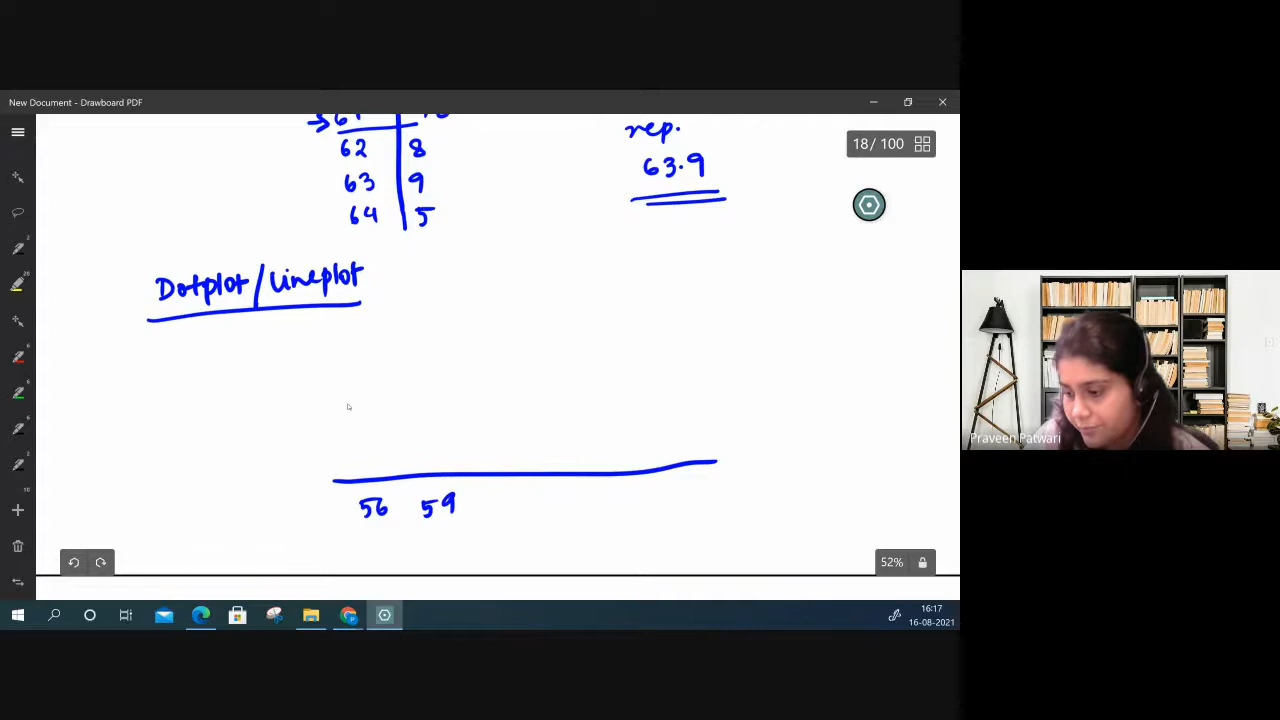 New Document - Drawboard PDF
rep.
62 8
63.9
63 9
64 5
18 / 100
Dotplot/Lineplot
56 59
Praveen Patwari
52%
16:17
16-08-2021